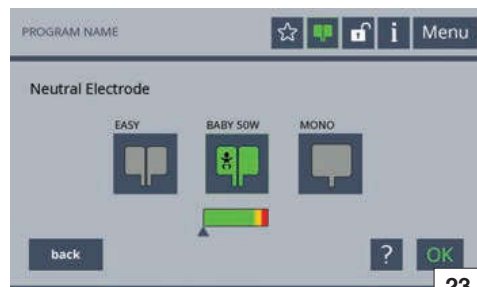 PROGRAM NAME
i Menu
Neutral Electrode
EASY BABY 50W MONO
back ? OK
23